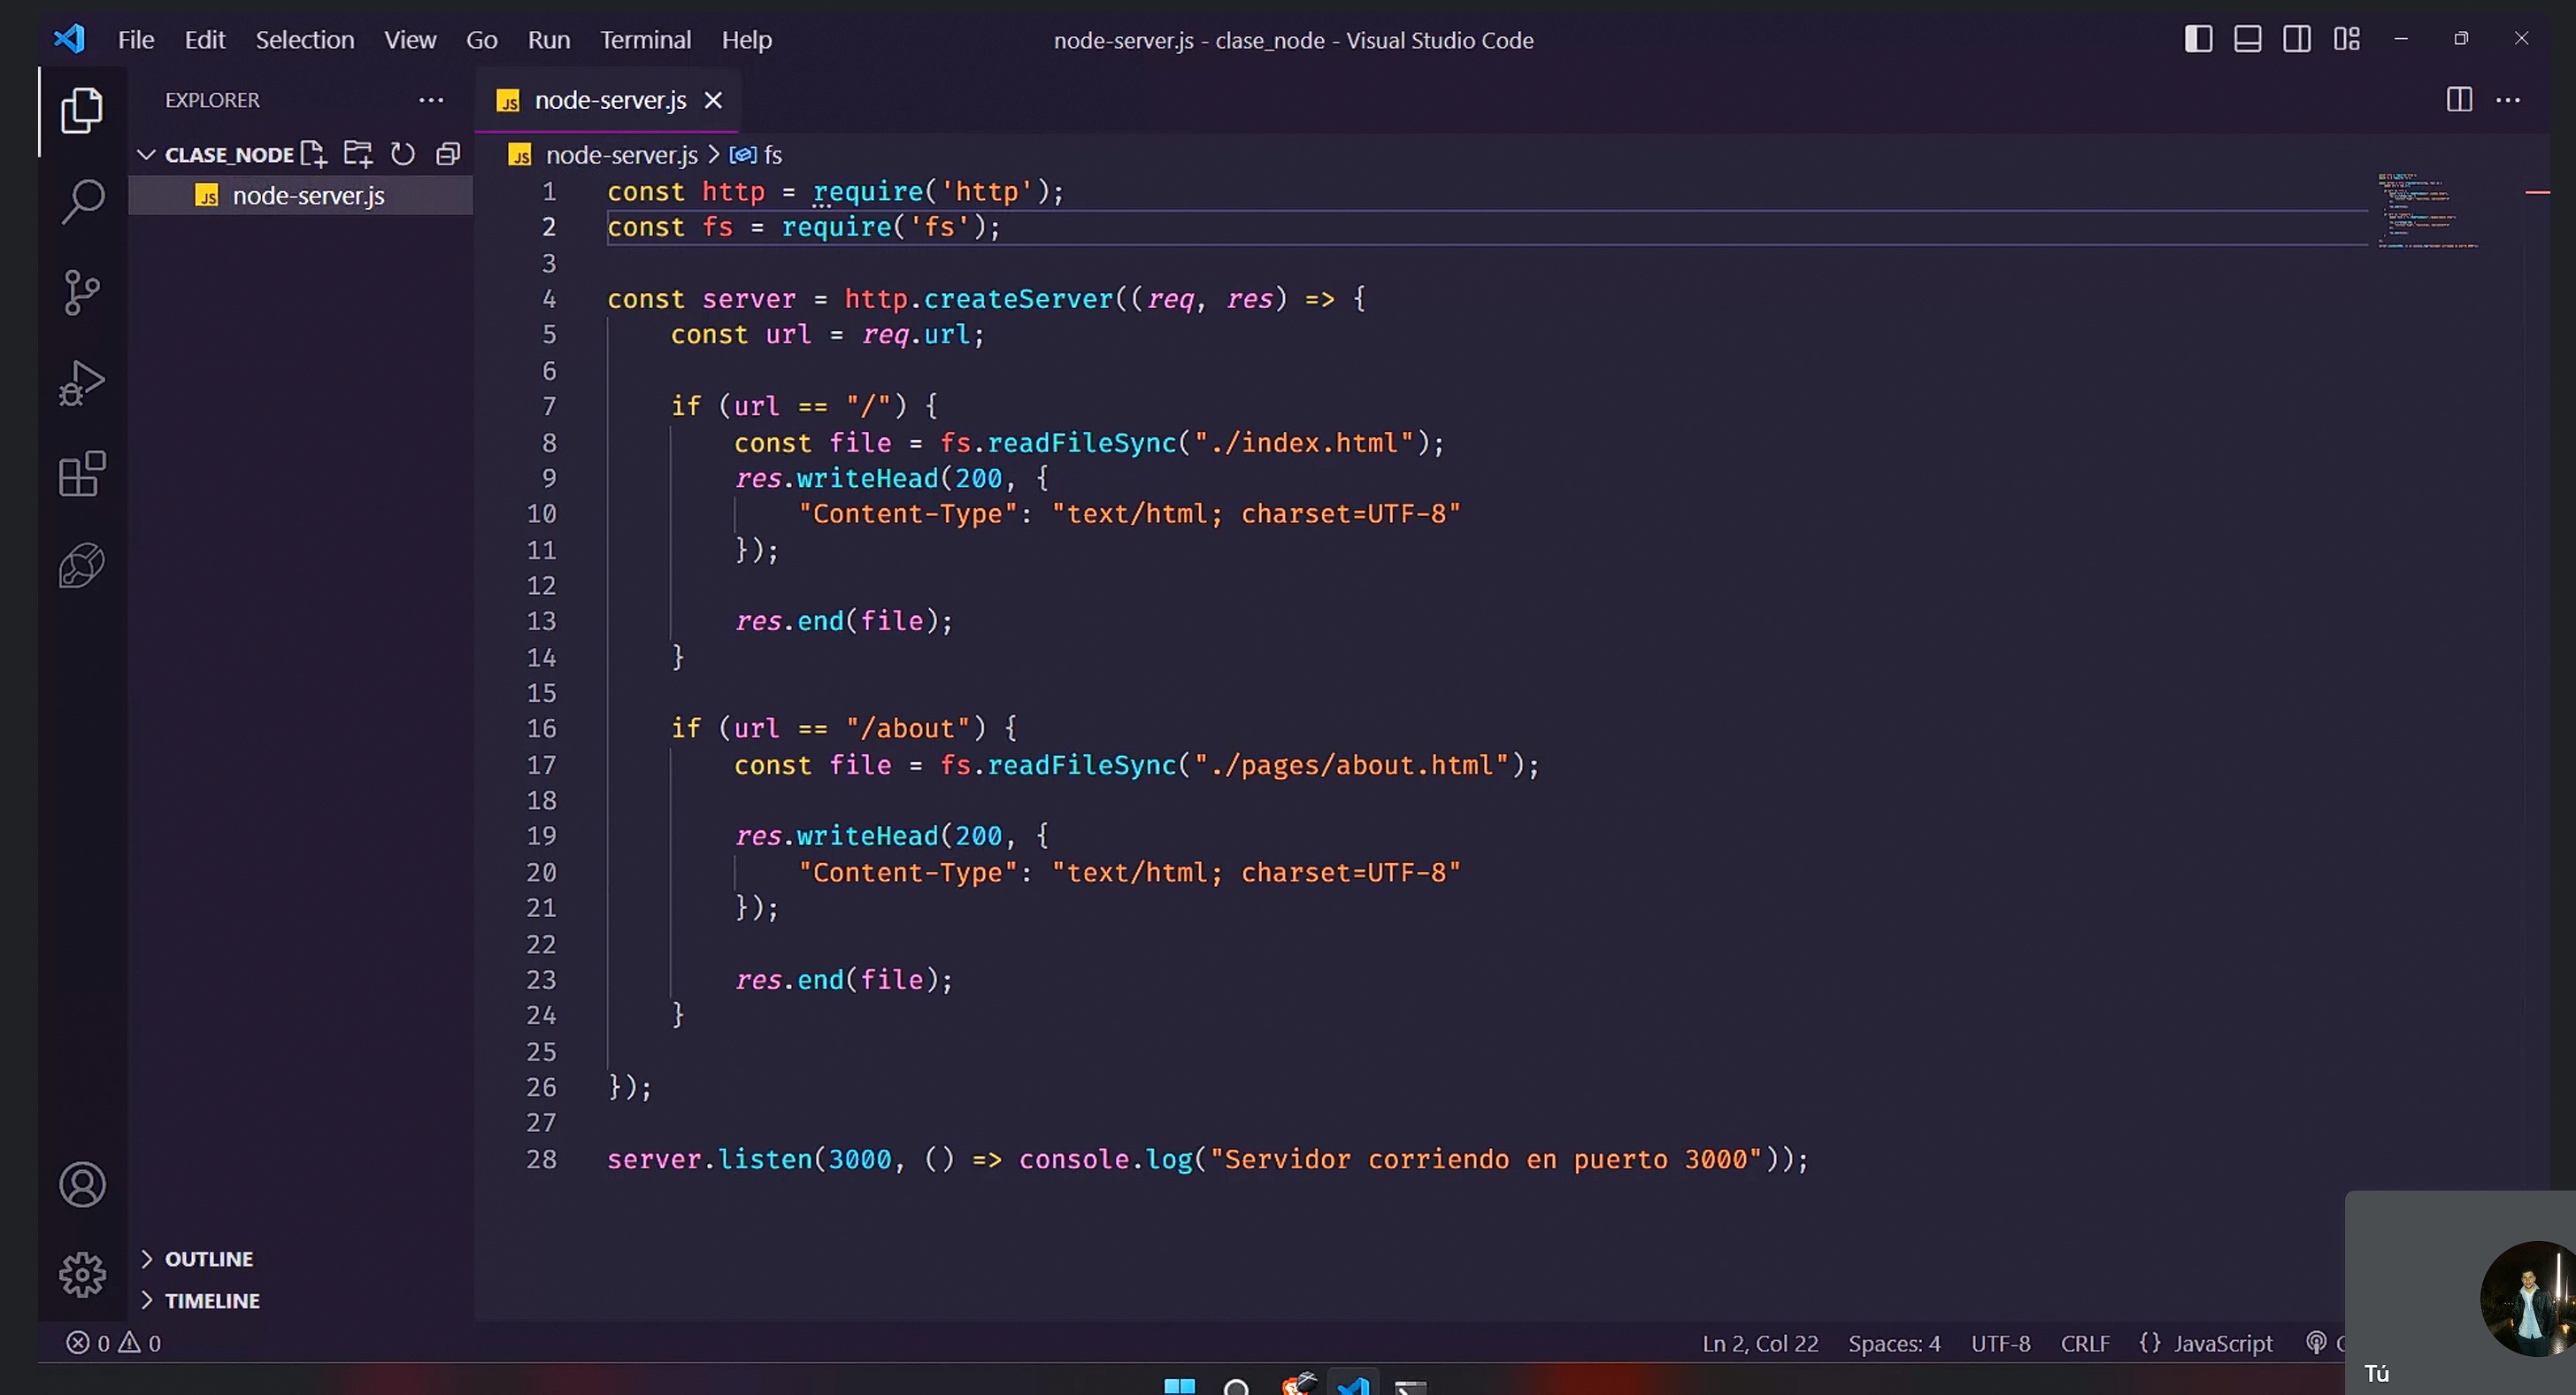 File Edit Selection View Go Run Terminal Help
node-server.js - clase_node - Visual Studio Code
EXPLORER
CLASE_NODE
node-server.js
OUTLINE
TIMELINE
node-server.js
node-server.js fs
1 const http = require('http');
2 const fs = require('fs');
3
4 const server = http.createServer((req, res) => {
5 const url = req.url;
6
7 if (url == "/") {
8 const file = fs.readFileSync("./index.html");
9 res.writeHead(200, {
10 "Content-Type": "text/html; charset=UTF-8"
11 });
12
13 res.end(file);
14 }
15
16 if (url == "/about") {
17 const file = fs.readFileSync("./pages/about.html");
18
19 res.writeHead(200, {
20 "Content-Type": "text/html; charset=UTF-8"
21 });
22
23 res.end(file);
24 }
25
26 });
27
28 server.listen(3000, () => console.log("Servidor corriendo en puerto 3000"));
0 0
Ln 2, Col 22 Spaces: 4 UTF-8 CRLF {} JavaScript
Tú